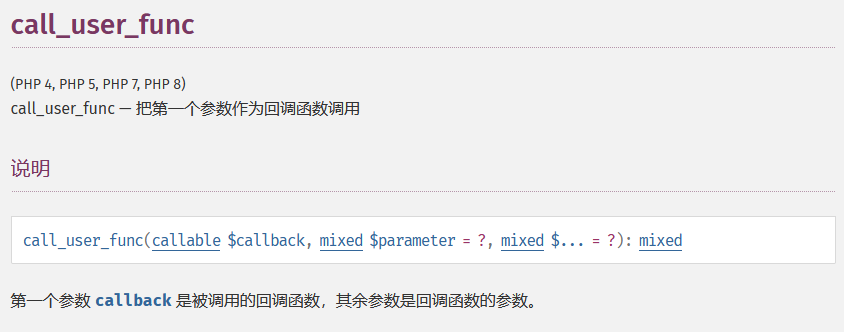 call_user_func
(PHP 4, PHP 5, PHP 7, PHP 8)
call_user_func — 把第一个参数作为回调函数调用
说明
call_user_func(callable $callback, mixed $parameter = ?, mixed $... = ?): mixed
第一个参数 callback 是被调用的回调函数，其余参数是回调函数的参数。